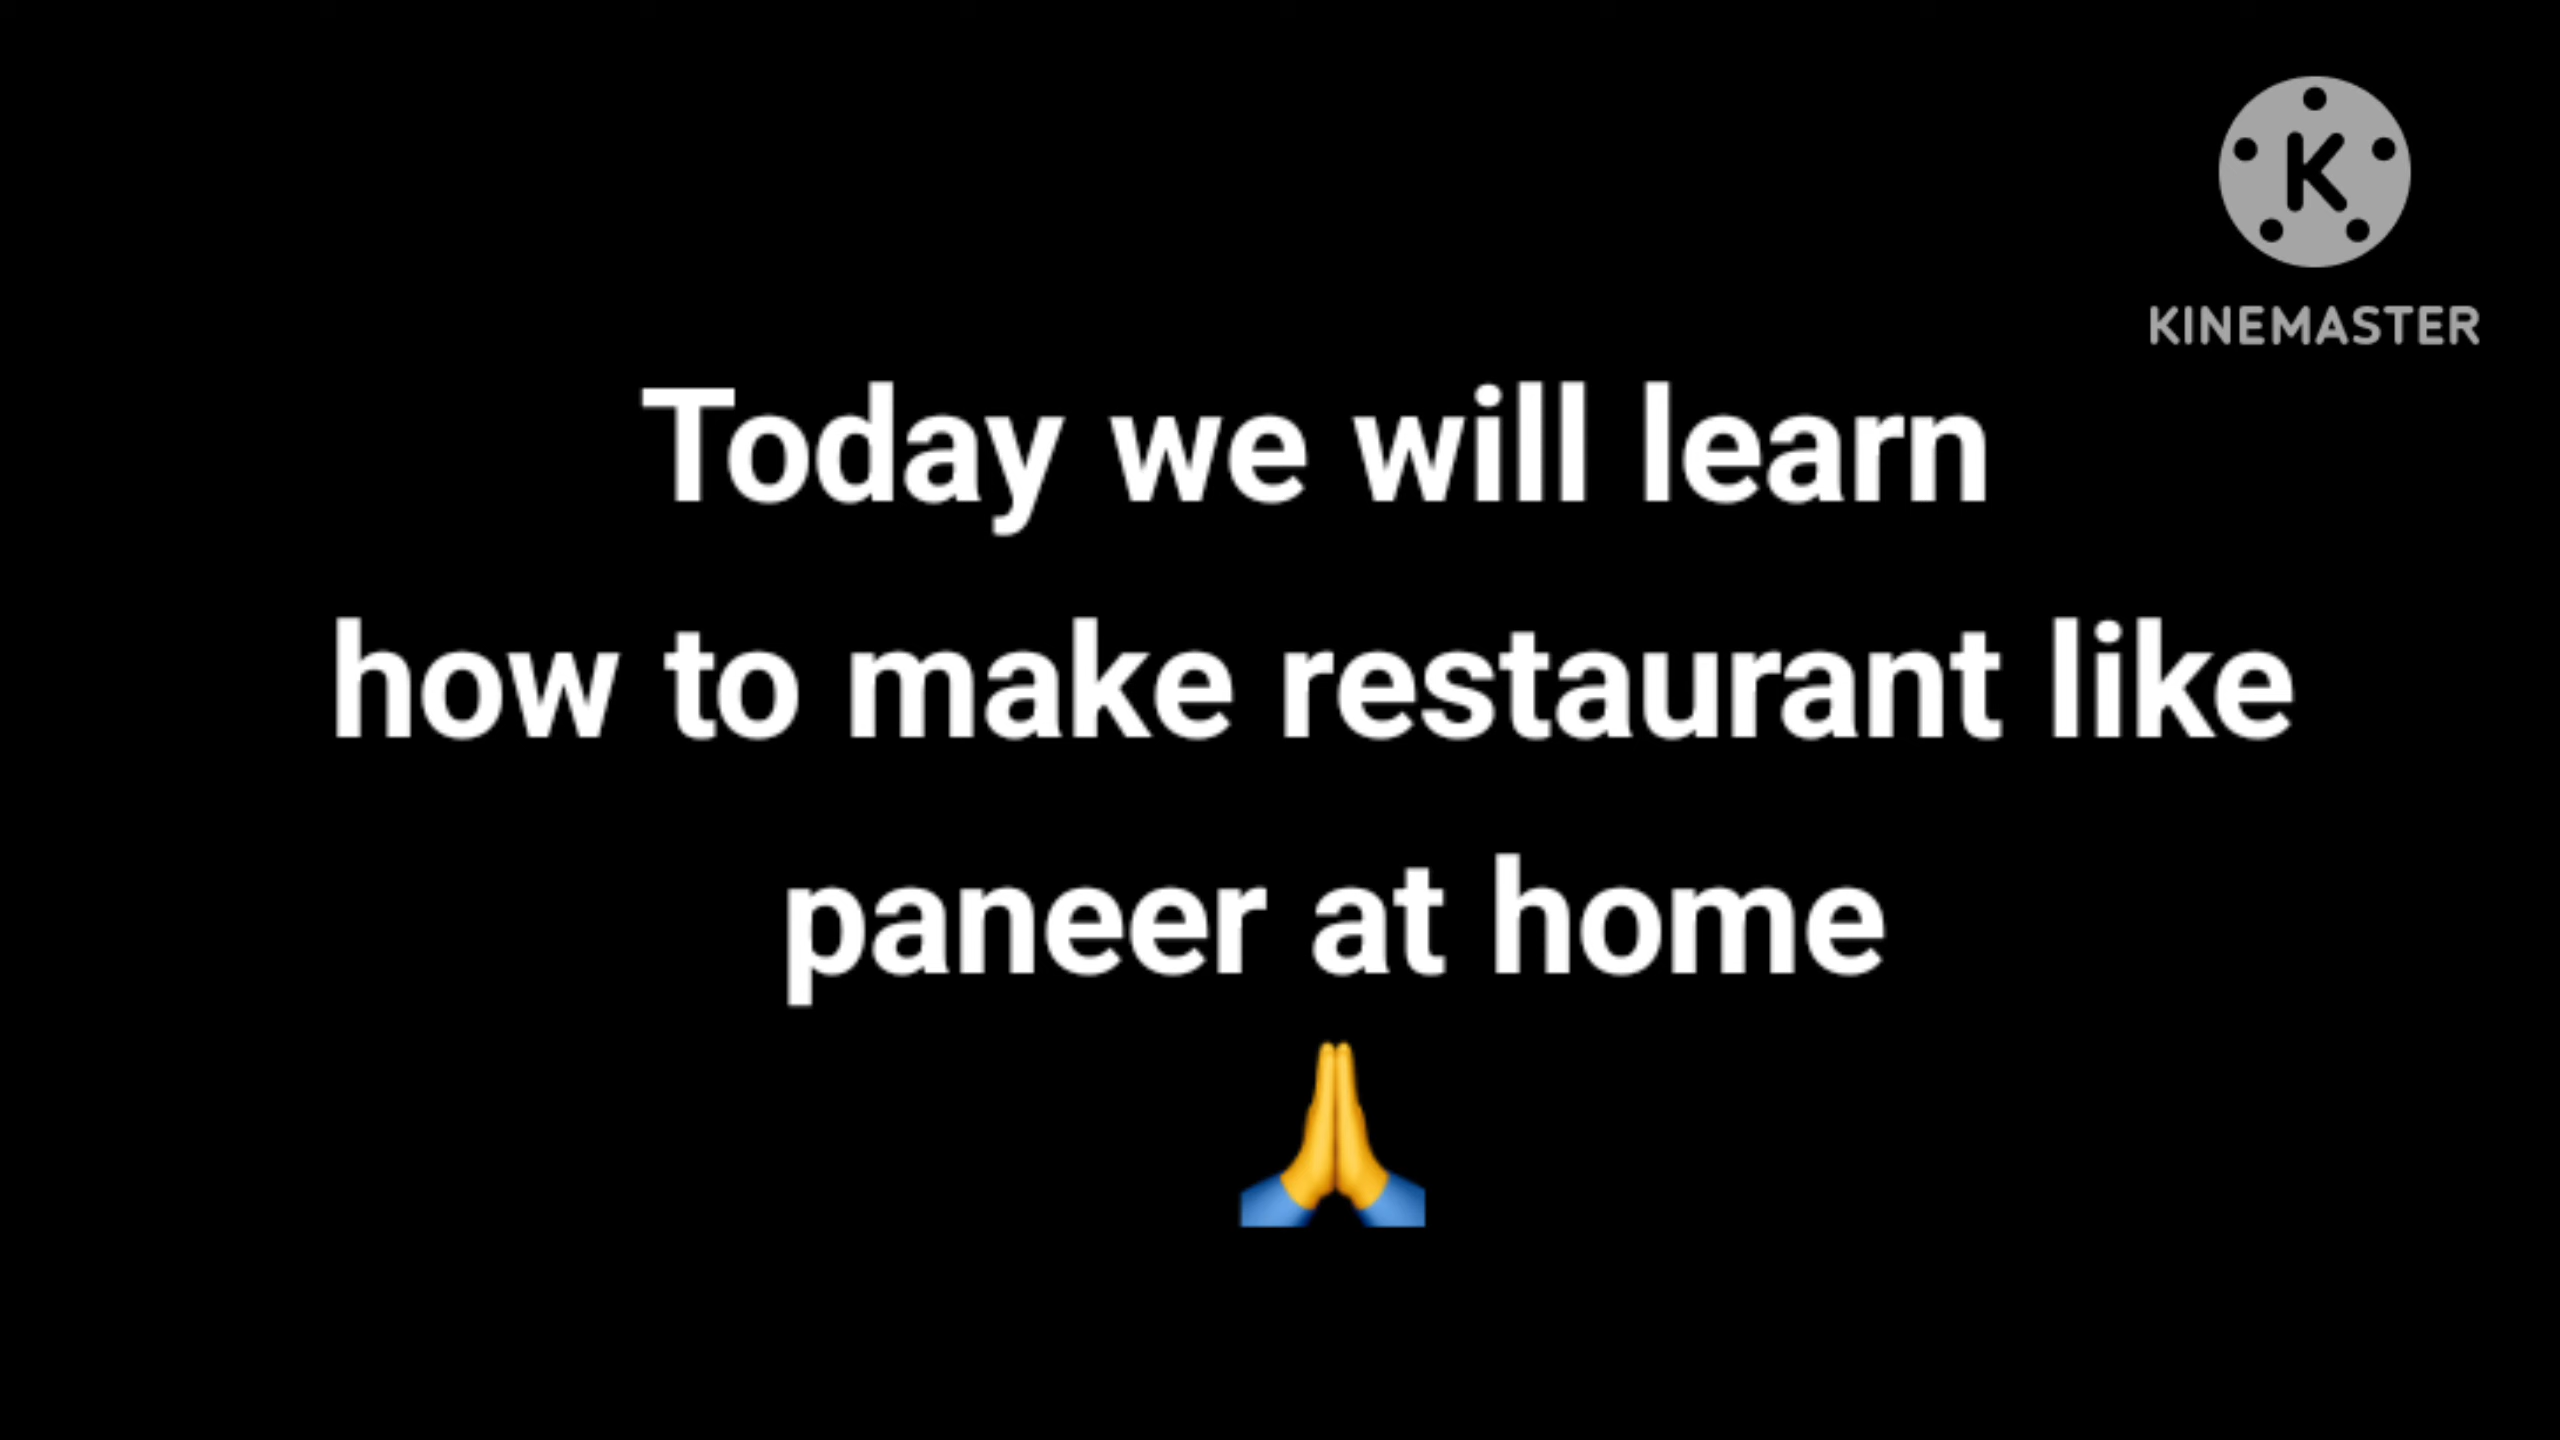 K
KINEMASTER
Today we will learn
how to make restaurant like
paneer at home
🙏